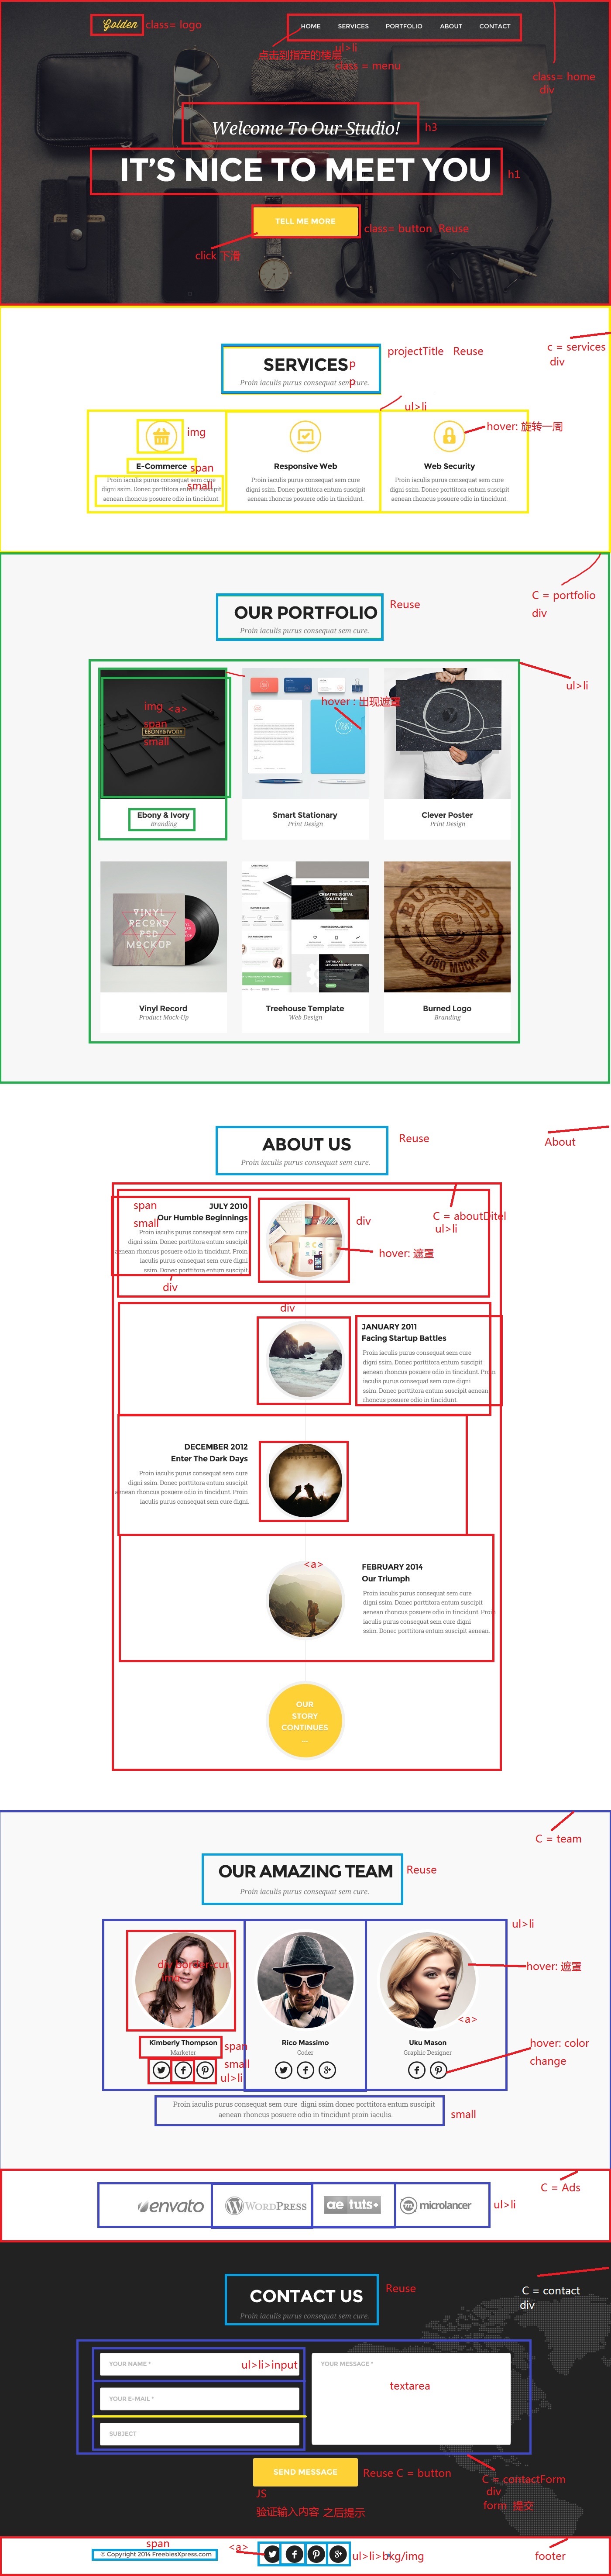 Golden
class= logo
HOME SERVICES PORTFOLIO ABOUT CONTACT
点击到指定的楼层
ul>li
class = menu
class= home
div
Welcome To Our Studio!
h3
IT'S NICE TO MEET YOU
h1
TELL ME MORE
class= button Reuse
click 下滑
c = services
div
SERVICES
p
projectTitle Reuse
Proin iaculis purus consequat sem cure.
p
ul>li
hover: 旋转一周
img
E-Commerce
span
Proin iaculis purus consequat sem cure
digni ssim. Donec porttitora entum suscipit
aenean rhoncus posuere odio in tincidunt.
small
Responsive Web
Proin iaculis purus consequat sem cure
digni ssim. Donec porttitora entum suscipit
aenean rhoncus posuere odio in tincidunt.
Web Security
Proin iaculis purus consequat sem cure
digni ssim. Donec porttitora entum suscipit
aenean rhoncus posuere odio in tincidunt.
C = portfolio
div
OUR PORTFOLIO
Reuse
Proin iaculis purus consequat sem cure.
ul>li
hover : 出现遮罩
img <a>
span
EBONY&IVORY
small
Ebony & Ivory
Branding
Smart Stationary
Print Design
Clever Poster
Print Design
VINYL
RECORD
PSD
MOCKUP
CREATIVE DIGITAL
SOLUTIONS
PROFESSIONAL SERVICES
BURNED
C
LOGO MOCK-UP
Vinyl Record
Product Mock-Up
Treehouse Template
Web Design
Burned Logo
Branding
ABOUT US
Reuse
About
Proin iaculis purus consequat sem cure.
C = aboutDitel
ul>li
span
small
JULY 2010
Our Humble Beginnings
Proin iaculis purus consequat sem cure
digni ssim. Donec porttitora entum suscipit
aenean rhoncus posuere odio in tincidunt. Proin
iaculis purus consequat sem cure digni
ssim. Donec porttitora entum suscipit
div
div
hover: 遮罩
div
JANUARY 2011
Facing Startup Battles
Proin iaculis purus consequat sem cure
digni ssim. Donec porttitora entum suscipit
aenean rhoncus posuere odio in tincidunt. Proin
iaculis purus consequat sem cure digni
ssim. Donec porttitora entum suscipit aenean
rhoncus posuere odio in tincidunt.
DECEMBER 2012
Enter The Dark Days
Proin iaculis purus consequat sem cure
digni ssim. Donec porttitora entum suscipit
aenean rhoncus posuere odio in tincidunt. Proin
iaculis purus consequat sem cure digni.
<a>
FEBRUARY 2014
Our Triumph
Proin iaculis purus consequat sem cure
digni ssim. Donec porttitora entum suscipit
aenean rhoncus posuere odio in tincidunt. Proin
iaculis purus consequat sem cure digni
ssim. Donec porttitora entum suscipit aenean.
OUR
STORY
CONTINUES
...
C = team
OUR AMAZING TEAM
Reuse
Proin iaculis purus consequat sem cure.
ul>li
div border:cur
img
hover: 遮罩
<a>
Kimberly Thompson
Marketer
span
small
ul>li
Rico Massimo
Coder
Uku Mason
Graphic Designer
hover: color
change
Proin iaculis purus consequat sem cure digni ssim donec porttitora entum suscipit
aenean rhoncus posuere odio in tincidunt proin iaculis.
small
C = Ads
envato
WORDPRESS
ae tuts+
microlancer
ul>li
CONTACT US
Reuse
Proin iaculis purus consequat sem cure.
C = contact
div
YOUR NAME *
ul>li>input
YOUR MESSAGE *
textarea
YOUR E-MAIL *
SUBJECT
SEND MESSAGE
Reuse C = button
C = contactForm
div
form 提交
JS
验证输入内容 之后提示
span
© Copyright 2014 FreebiesXpress.com
<a>
ul>li>bkg/img
footer